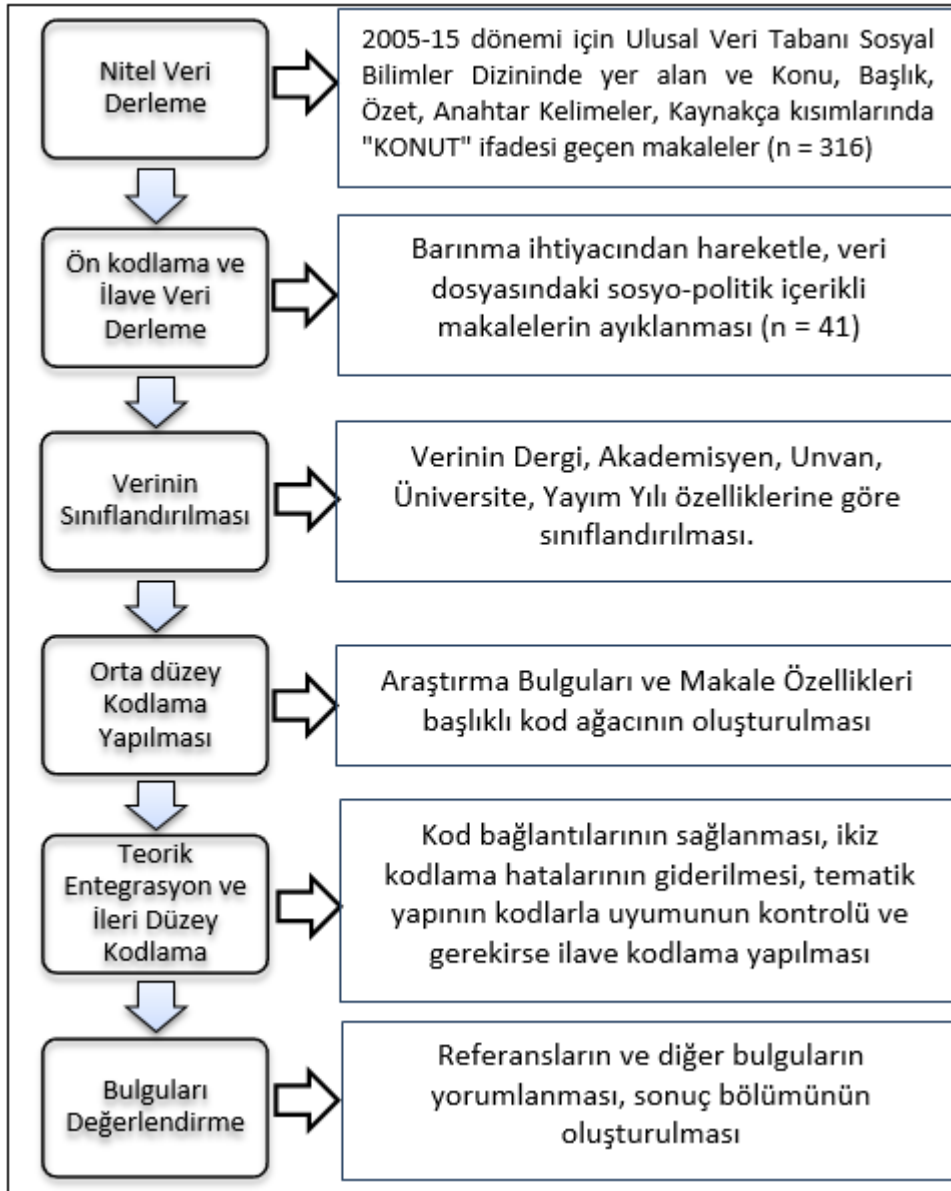 Nitel Veri
Derleme
2005-15 dönemi için Ulusal Veri Tabanı Sosyal
Bilimler Dizininde yer alan ve Konu, Başlık,
Özet, Anahtar Kelimeler, Kaynakça kısımlarında
"KONUT" ifadesi geçen makaleler (n = 316)
Ön kodlama ve
İlave Veri
Derleme
Barınma ihtiyacından hareketle, veri
dosyasındaki sosyo-politik içerikli
makalelerin ayıklanması (n = 41)
Verinin
Sınıflandırılması
Verinin Dergi, Akademisyen, Unvan,
Üniversite, Yayım Yılı özelliklerine göre
sınıflandırılması.
Orta düzey
Kodlama
Yapılması
Araştırma Bulguları ve Makale Özellikleri
başlıklı kod ağacının oluşturulması
Teorik
Entegrasyon ve
İleri Düzey
Kodlama
Kod bağlantılarının sağlanması, ikiz
kodlama hatalarının giderilmesi, tematik
yapının kodlarla uyumunun kontrolü ve
gerekirse ilave kodlama yapılması
Bulguları
Değerlendirme
Referansların ve diğer bulguların
yorumlanması, sonuç bölümünün
oluşturulması